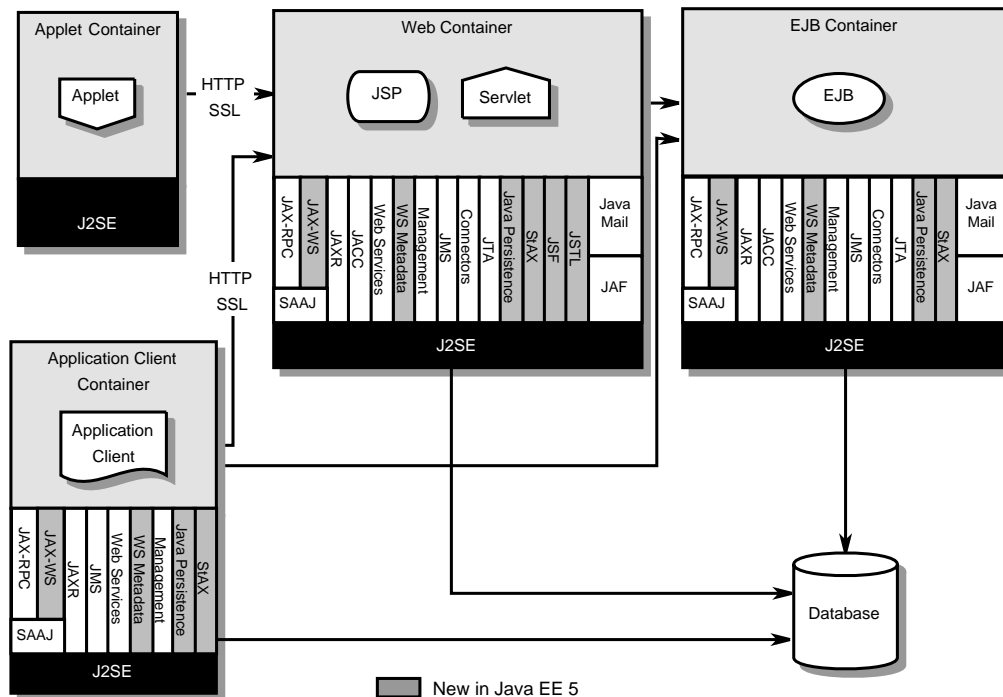 Applet Container
Applet
J2SE
HTTP
SSL
Web Container
JSP
Servlet
JAX-RPC
JAX-WS
SAAJ
JAXR
JACC
Web Services
WS Metadata
Management
JMS
Connectors
JTA
Java Persistence
StAX
JSF
JSTL
Java
Mail
JAF
J2SE
EJB Container
EJB
JAX-RPC
JAX-WS
SAAJ
JAXR
JACC
Web Services
WS Metadata
Management
JMS
Connectors
JTA
Java Persistence
StAX
Java
Mail
JAF
J2SE
HTTP
SSL
Application Client
Container
Application
Client
JAX-RPC
JAX-WS
SAAJ
JAXR
JMS
Web Services
WS Metadata
Management
Java Persistence
StAX
J2SE
Database
New in Java EE 5